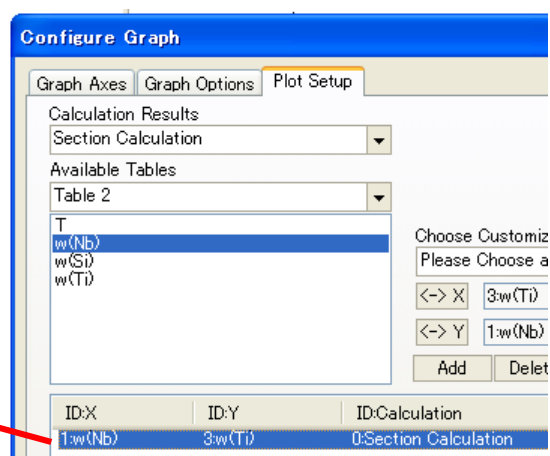 Configure Graph
Graph Axes Graph Options Plot Setup
Calculation Results
Section Calculation
Available Tables
Table 2
T
w(Nb)
w(Si)
w(Ti)
Choose Customiz
Please Choose a
<-> X 3:w(Ti)
<-> Y 1:w(Nb)
Add Delet
ID:X ID:Y ID:Calculation
1:w(Nb) 3:w(Ti) 0:Section Calculation